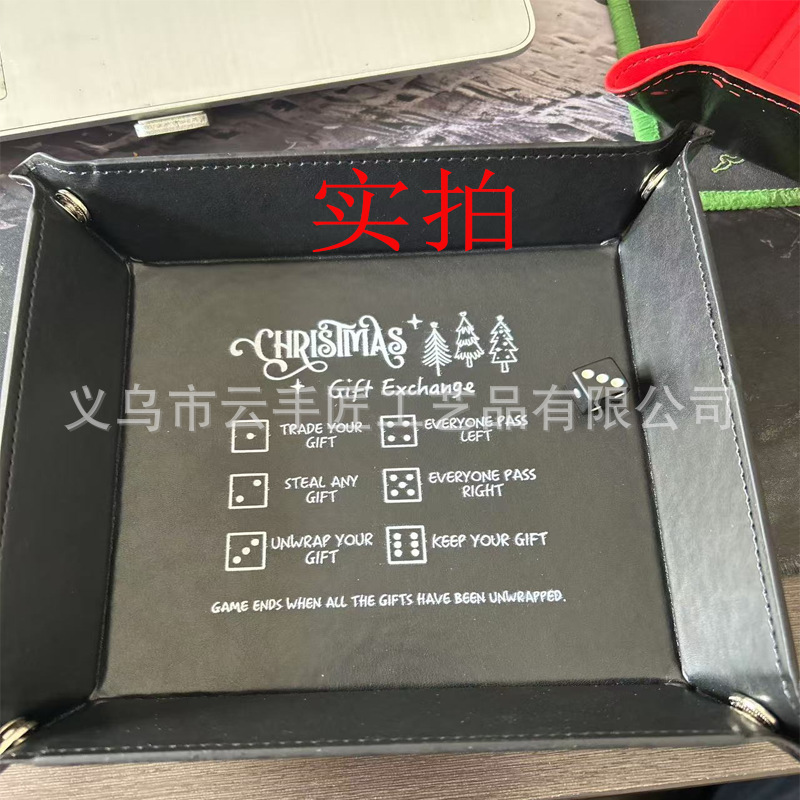 实拍
CHRISTMAS
Gift Exchange
义乌市云手匠工艺品有限公司
TRADE YOUR
GIFT
EVERYONE PASS
LEFT
STEAL ANY
GIFT
EVERYONE PASS
RIGHT
UNWRAP YOUR
GIFT
KEEP YOUR GIFT
GAME ENDS WHEN ALL THE GIFTS HAVE BEEN UNWRAPPED.